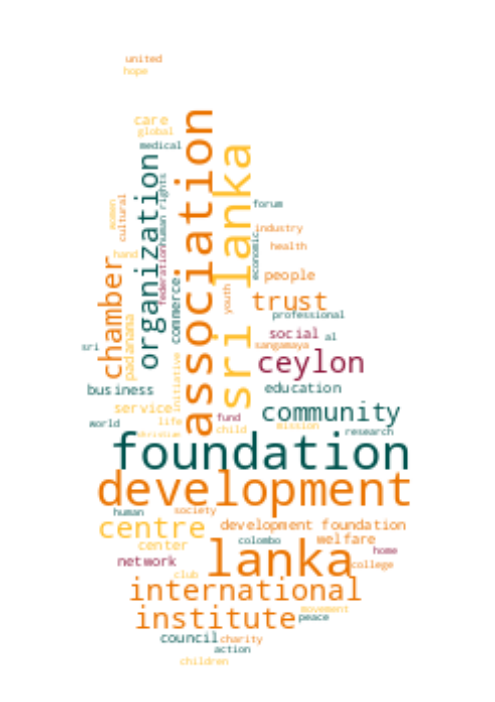 united
hope
care
global
medical
association
sri lanka
organization
human rights
women
cultural
federation
forum
industry
economic
health
hand
people
chamber
commerce
youth
trust
padanama
professional
social al
sangamaya
sri
ceylon
initiative
business
education
service
community
life
fund
world
child
mission
research
foundation
development
human
society
centre
development foundation
colombo
welfare
center
home
lanka
network
college
club
international
movement
institute
peace
council
charity
action
children